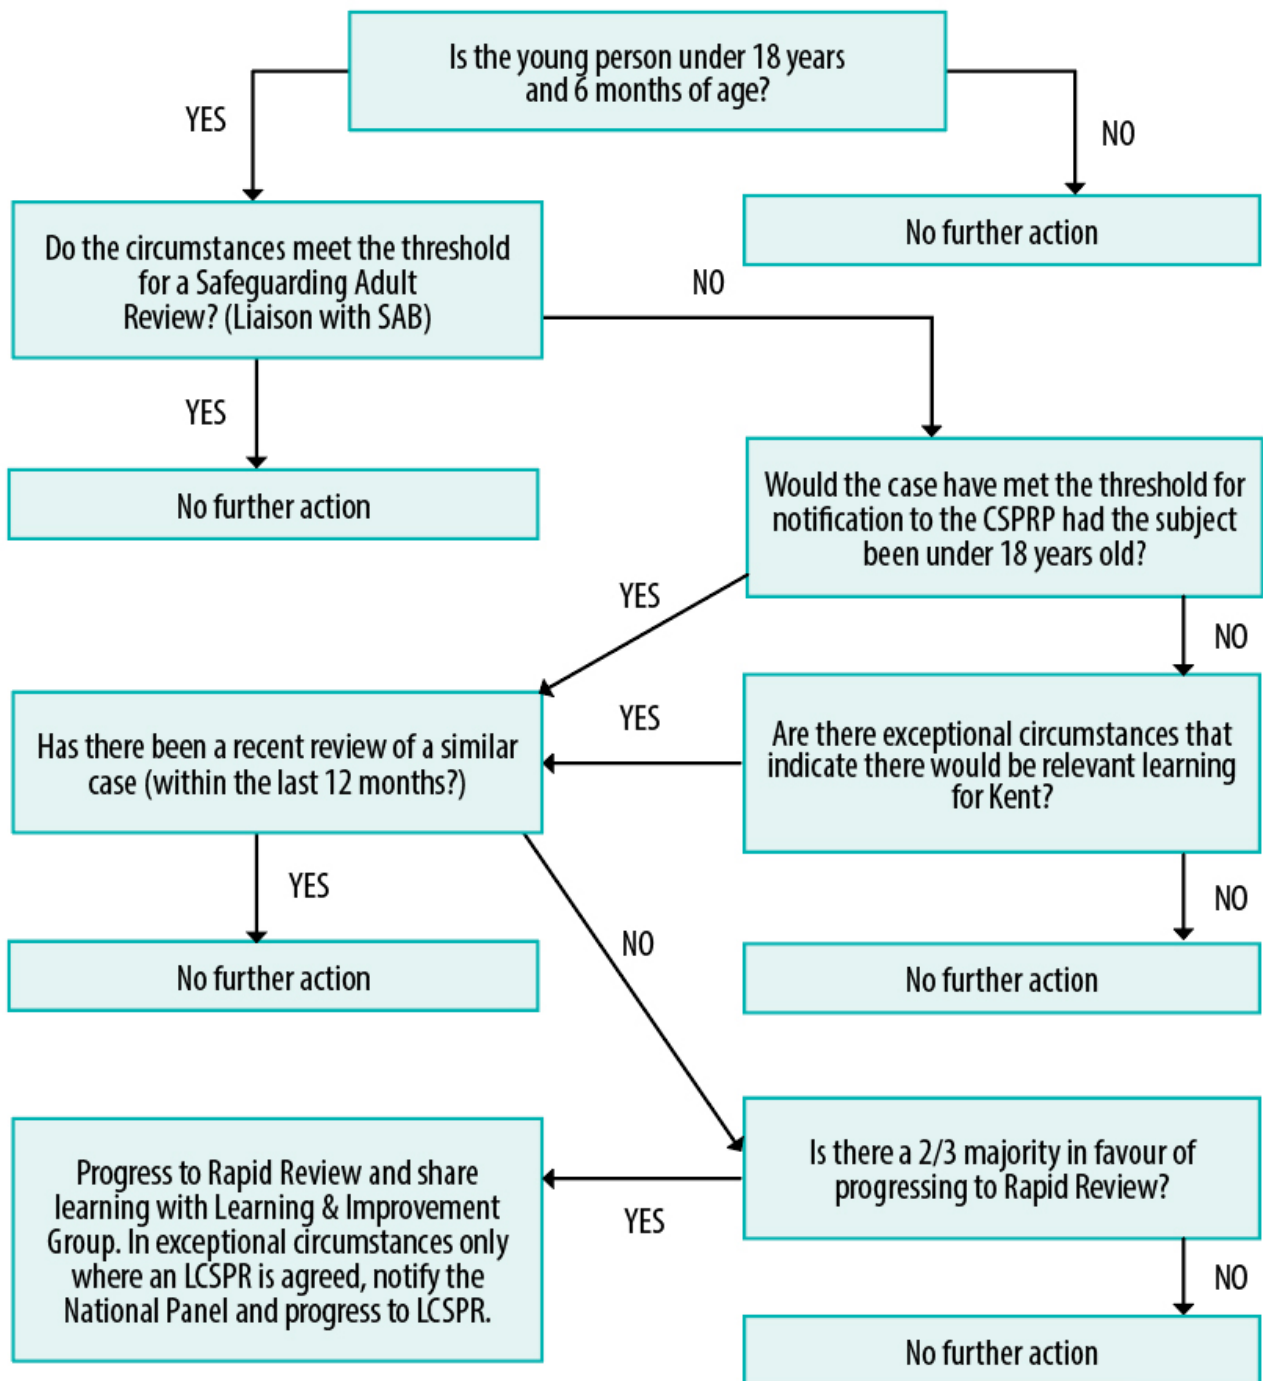 Is the young person under 18 years
and 6 months of age?
YES
NO
Do the circumstances meet the threshold
for a Safeguarding Adult
Review? (Liaison with SAB)
No further action
NO
YES
No further action
Would the case have met the threshold for
notification to the CSPRP had the subject
been under 18 years old?
YES
NO
Has there been a recent review of a similar
case (within the last 12 months?)
YES
Are there exceptional circumstances that
indicate there would be relevant learning
for Kent?
YES
NO
NO
No further action
No further action
Progress to Rapid Review and share
learning with Learning & Improvement
Group. In exceptional circumstances only
where an LCSPR is agreed, notify the
National Panel and progress to LCSPR.
YES
Is there a 2/3 majority in favour of
progressing to Rapid Review?
NO
No further action